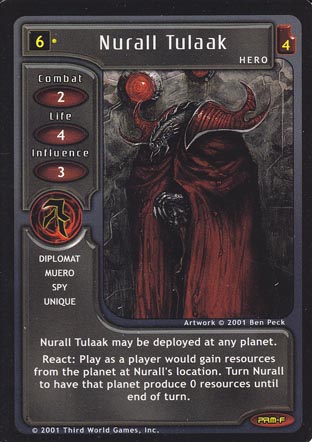 6
Nurall Tulaak
HERO
4
Combat
2
Life
4
Influence
3
DIPLOMAT
MUERO
SPY
UNIQUE
Artwork © 2001 Ben Peck
Nurall Tulaak may be deployed at any planet.
React: Play as a player would gain resources
from the planet at Nurall's location. Turn Nurall
to have that planet produce 0 resources until
end of turn.
© 2001 Third World Games, Inc.
PRM-F